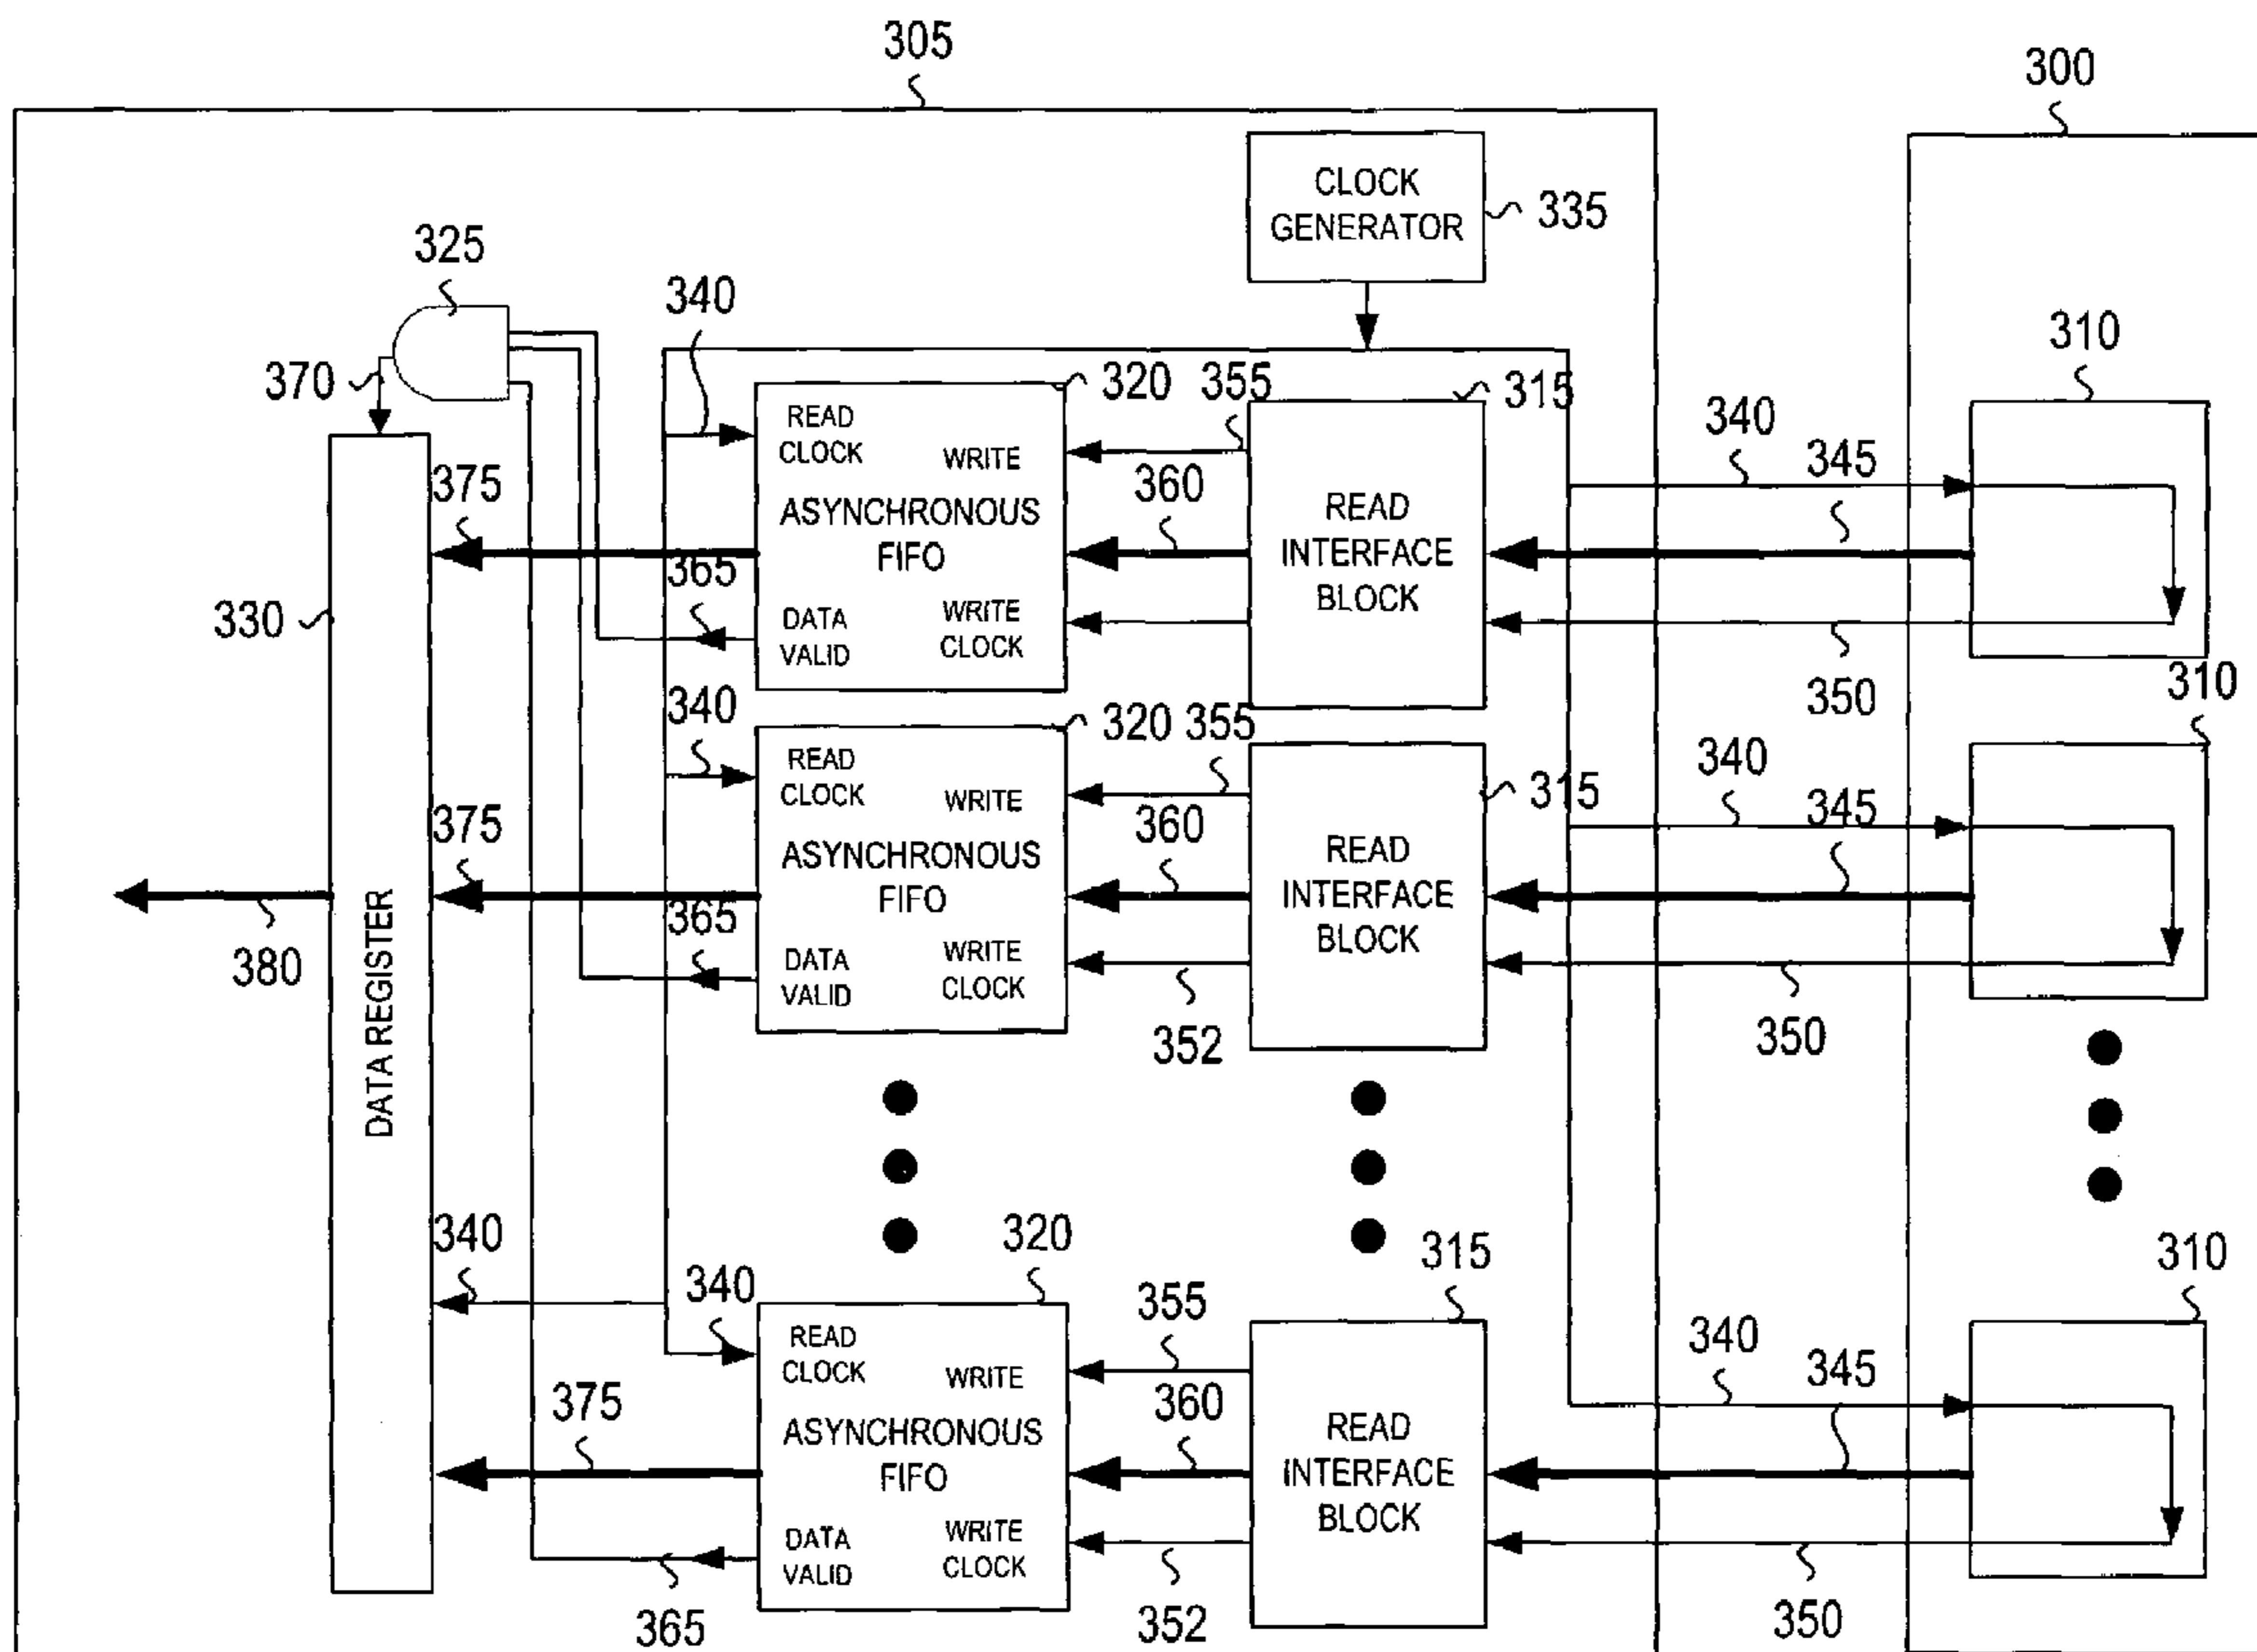 305
300
CLOCK
GENERATOR
335
325
340
310
370
320
355
315
READ
CLOCK
WRITE
340
345
375
360
ASYNCHRONOUS
FIFO
READ
INTERFACE
BLOCK
365
330
DATA
VALID
WRITE
CLOCK
350
310
340
320
355
READ
CLOCK
WRITE
315
340
345
375
360
ASYNCHRONOUS
FIFO
READ
INTERFACE
BLOCK
365
380
DATA REGISTER
DATA
VALID
WRITE
CLOCK
352
350
340
320
315
310
340
355
READ
CLOCK
WRITE
340
345
375
360
ASYNCHRONOUS
FIFO
READ
INTERFACE
BLOCK
DATA
VALID
WRITE
CLOCK
365
352
350